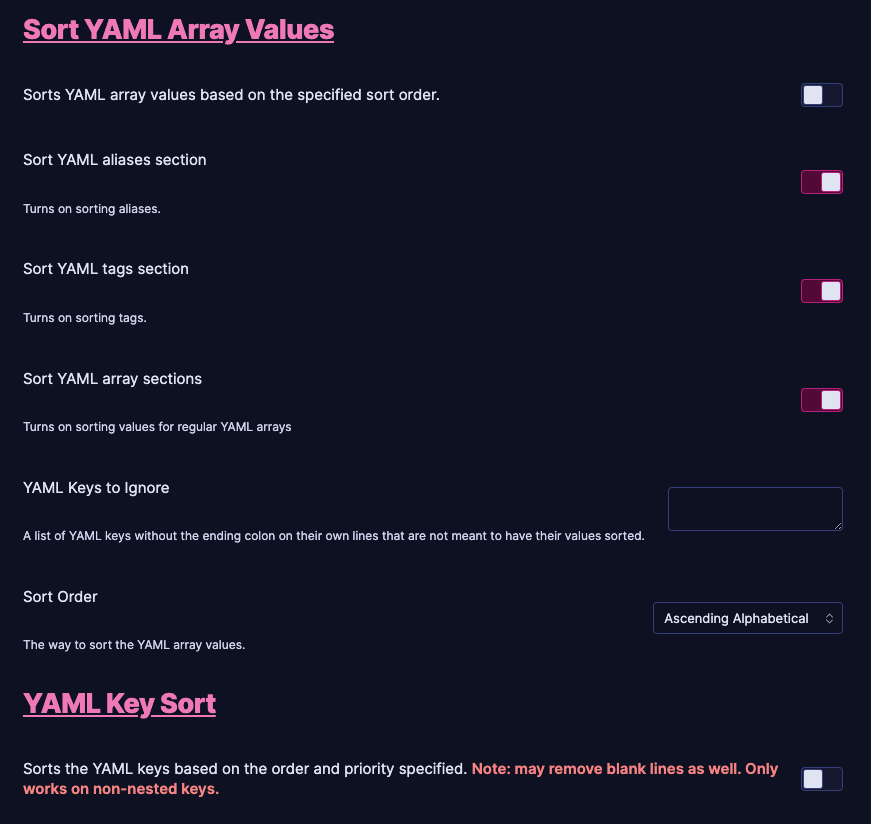 Sort YAML Array Values
Sorts YAML array values based on the specified sort order.
Sort YAML aliases section
Turns on sorting aliases.
Sort YAML tags section
Turns on sorting tags.
Sort YAML array sections
Turns on sorting values for regular YAML arrays
YAML Keys to Ignore
A list of YAML keys without the ending colon on their own lines that are not meant to have their values sorted.
Sort Order
Ascending Alphabetical
The way to sort the YAML array values.
YAML Key Sort
Sorts the YAML keys based on the order and priority specified. Note: may remove blank lines as well. Only
works on non-nested keys.